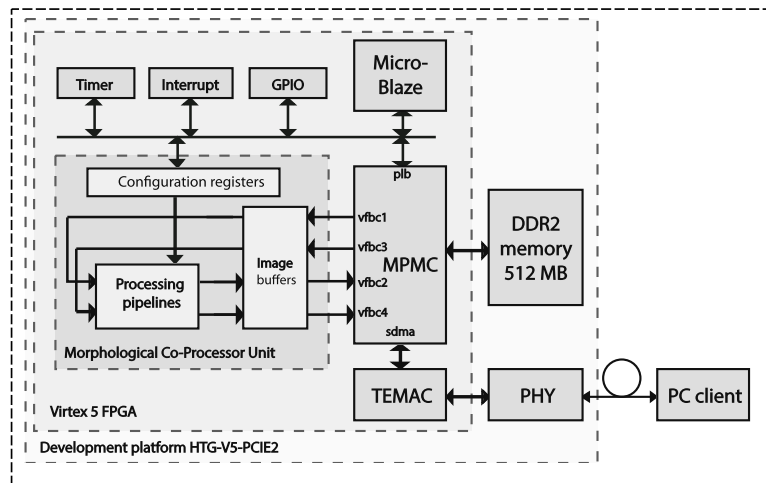 Micro-
Blaze
Timer
Interrupt
GPIO
plb
Configuration registers
vfbc1
vfbc3
MPMC
vfbc2
vfbc4
sdma
Image
buffers
Processing
pipelines
Morphological Co-Processor Unit
DDR2
memory
512 MB
TEMAC
PHY
PC client
Virtex 5 FPGA
Development platform HTG-V5-PCIE2